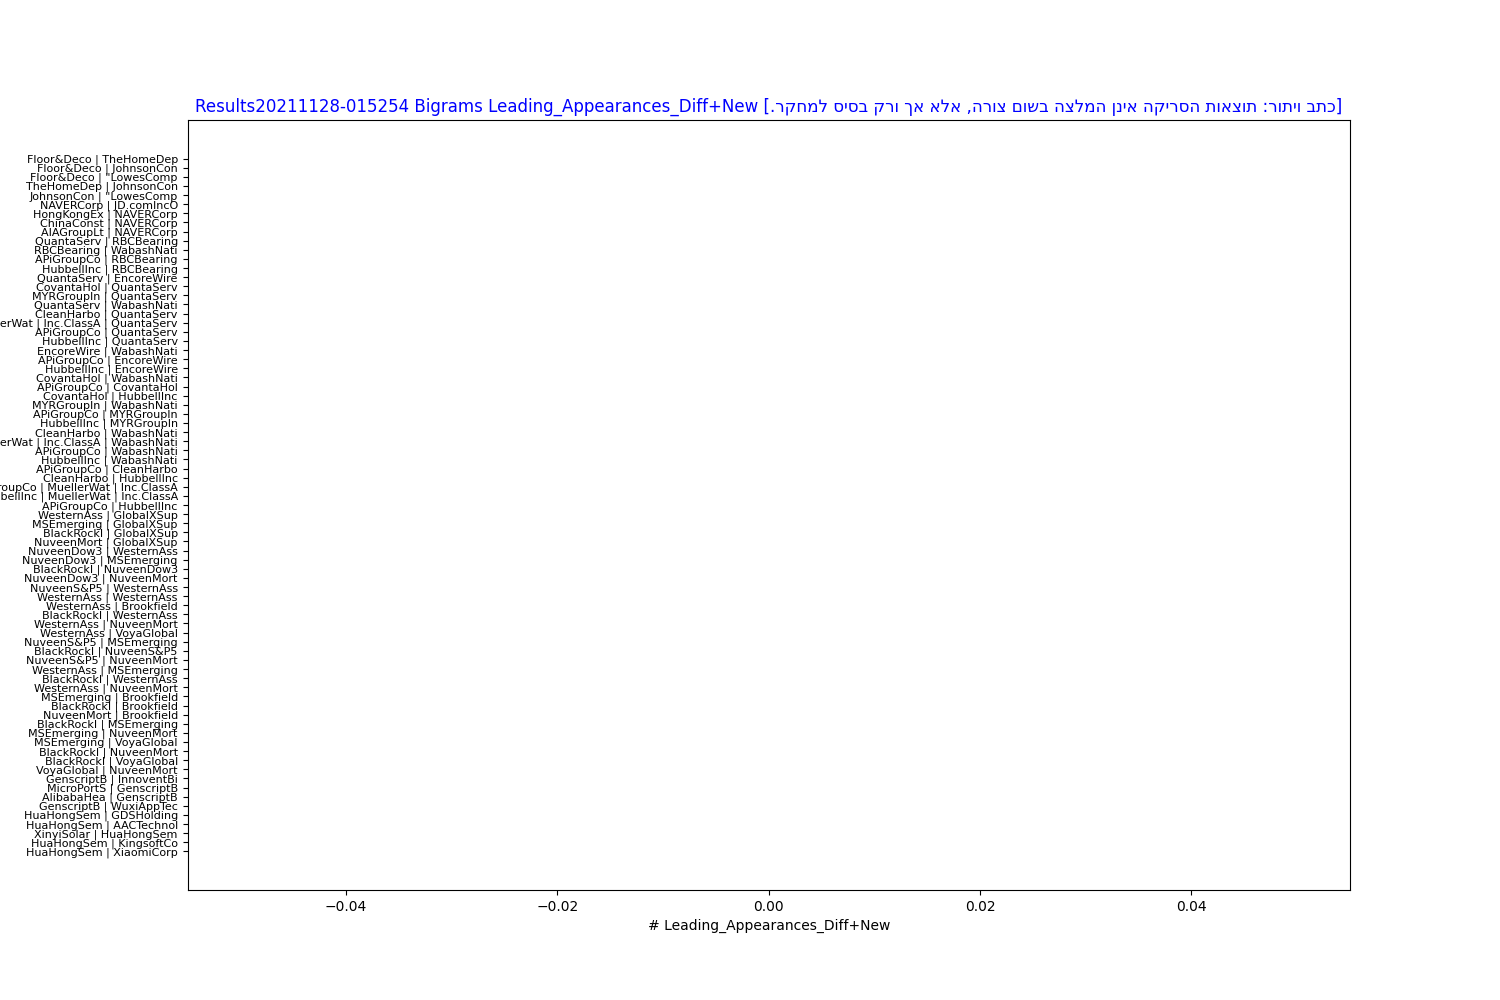 Results20211128-015254 Bigrams Leading_Appearances_Diff+New [כתב ויתור: תוצאות הסריקה אינן המלצה בשום צורה, אלא אך ורק בסיס למחקר.]
Floor&Deco | TheHomeDep
Floor&Deco | JohnsonCon
Floor&Deco | "LowesComp
TheHomeDep | JohnsonCon
JohnsonCon | "LowesComp
NAVERCorp | JD.comIncO
HongKongEx | NAVERCorp
ChinaConst | NAVERCorp
AIAGroupLt | NAVERCorp
QuantaServ | RBCBearing
RBCBearing | WabashNati
APiGroupCo | RBCBearing
HubbellInc | RBCBearing
QuantaServ | EncoreWire
CovantaHol | QuantaServ
MYRGroupIn | QuantaServ
QuantaServ | WabashNati
CleanHarbo | QuantaServ
erWat | Inc.ClassA | QuantaServ
APiGroupCo | QuantaServ
HubbellInc | QuantaServ
EncoreWire | WabashNati
APiGroupCo | EncoreWire
HubbellInc | EncoreWire
CovantaHol | WabashNati
APiGroupCo | CovantaHol
CovantaHol | HubbellInc
MYRGroupIn | WabashNati
APiGroupCo | MYRGroupIn
HubbellInc | MYRGroupIn
CleanHarbo | WabashNati
erWat | Inc.ClassA | WabashNati
APiGroupCo | WabashNati
HubbellInc | WabashNati
APiGroupCo | CleanHarbo
CleanHarbo | HubbellInc
roupCo | MuellerWat | Inc.ClassA
bellInc | MuellerWat | Inc.ClassA
APiGroupCo | HubbellInc
WesternAss | GlobalXSup
MSEmerging | GlobalXSup
BlackRockI | GlobalXSup
NuveenMort | GlobalXSup
NuveenDow3 | WesternAss
NuveenDow3 | MSEmerging
BlackRockI | NuveenDow3
NuveenDow3 | NuveenMort
NuveenS&P5 | WesternAss
WesternAss | WesternAss
WesternAss | Brookfield
BlackRockI | WesternAss
WesternAss | NuveenMort
WesternAss | VoyaGlobal
NuveenS&P5 | MSEmerging
BlackRockI | NuveenS&P5
NuveenS&P5 | NuveenMort
WesternAss | MSEmerging
BlackRockI | WesternAss
WesternAss | NuveenMort
MSEmerging | Brookfield
BlackRockI | Brookfield
NuveenMort | Brookfield
BlackRockI | MSEmerging
MSEmerging | NuveenMort
MSEmerging | VoyaGlobal
BlackRockI | NuveenMort
BlackRockI | VoyaGlobal
VoyaGlobal | NuveenMort
GenscriptB | InnoventBi
MicroPortS | GenscriptB
AlibabaHea | GenscriptB
GenscriptB | WuxiAppTec
HuaHongSem | GDSHolding
HuaHongSem | AACTechnol
XinyiSolar | HuaHongSem
HuaHongSem | KingsoftCo
HuaHongSem | XiaomiCorp
−0.04 −0.02 0.00 0.02 0.04
# Leading_Appearances_Diff+New